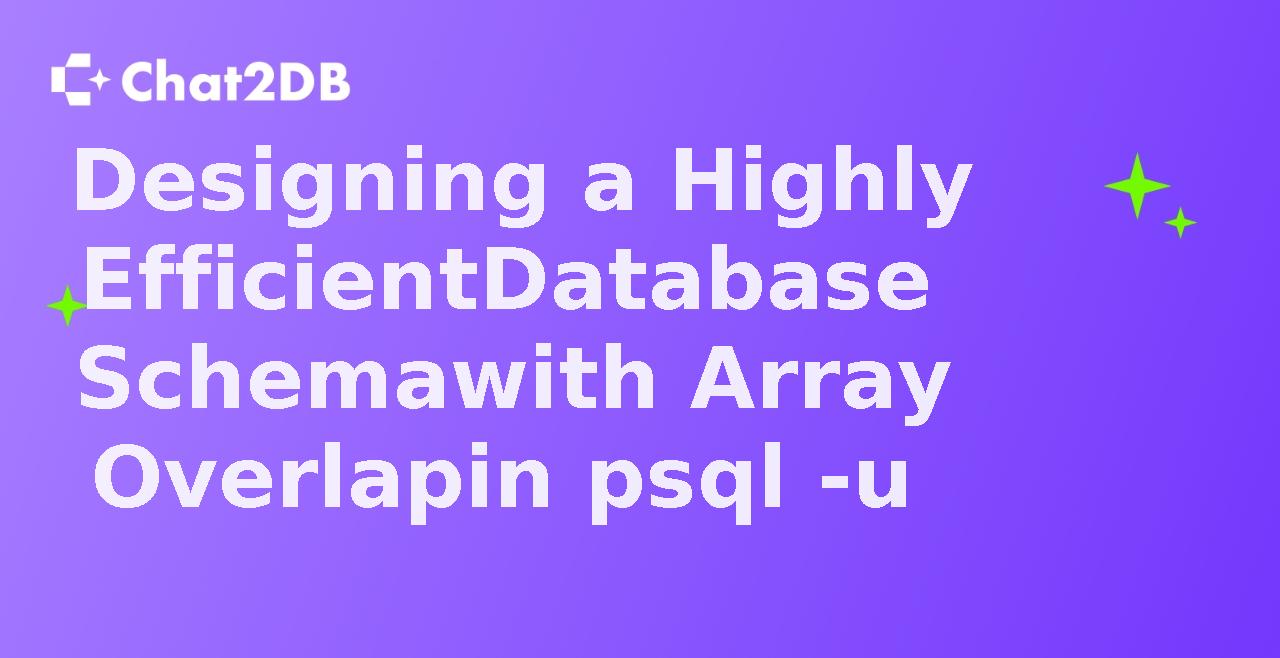 Chat2DB
Designing a Highly
EfficientDatabase
Schemawith Array
Overlapin psql -u